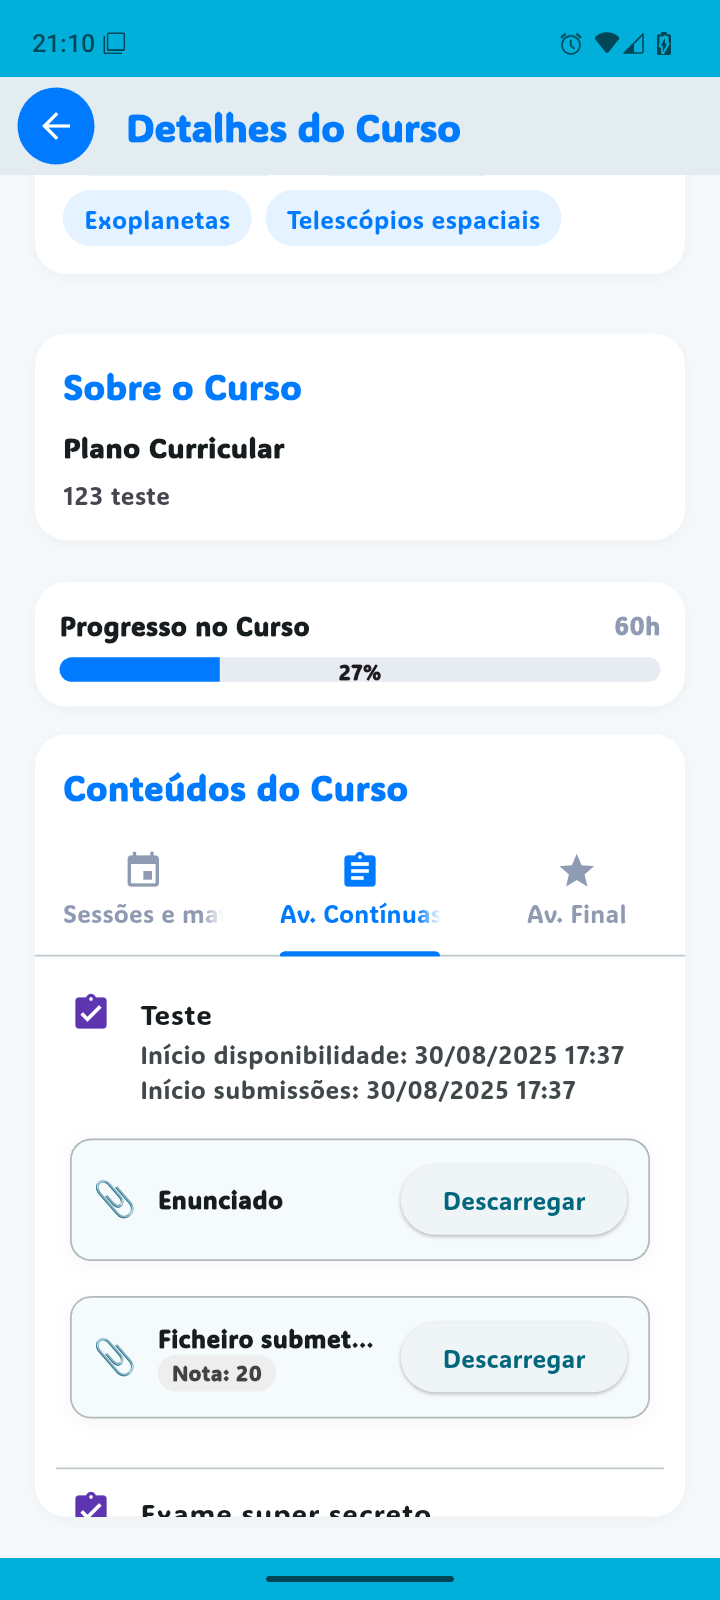 21:10
Detalhes do Curso
Exoplanetas
Telescópios espaciais
Sobre o Curso
Plano Curricular
123 teste
Progresso no Curso
60h
27%
Conteúdos do Curso
Sessões e ma
Av. Contínuas
Av. Final
Teste
Início disponibilidade: 30/08/2025 17:37
Início submissões: 30/08/2025 17:37
Enunciado
Descarregar
Ficheiro submet...
Nota: 20
Descarregar
Exame super secreto